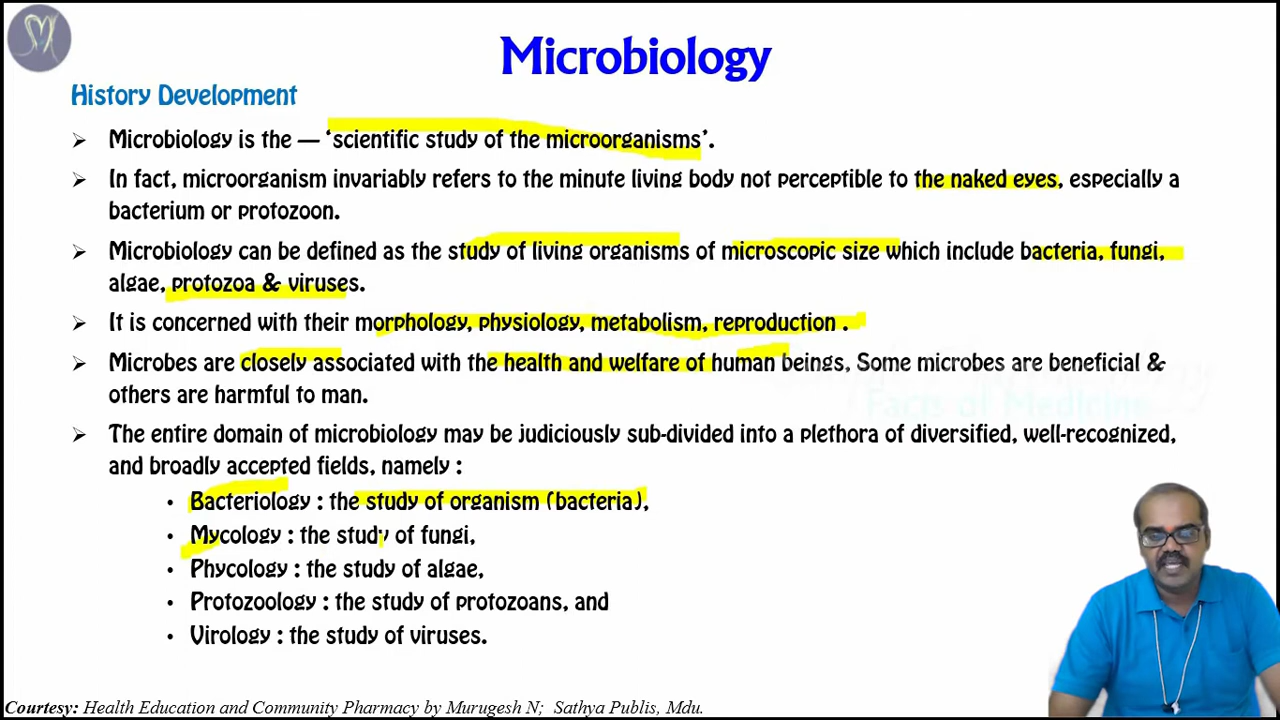 Microbiology
History Development
➢ Microbiology is the — ‘scientific study of the microorganisms’.
➢ In fact, microorganism invariably refers to the minute living body not perceptible to the naked eyes, especially a
bacterium or protozoon.
➢ Microbiology can be defined as the study of living organisms of microscopic size which include bacteria, fungi,
algae, protozoa & viruses.
➢ It is concerned with their morphology, physiology, metabolism, reproduction .
➢ Microbes are closely associated with the health and welfare of human beings, Some microbes are beneficial &
others are harmful to man.
Facts of Medicine
➢ The entire domain of microbiology may be judiciously sub-divided into a plethora of diversified, well-recognized,
and broadly accepted fields, namely :
• Bacteriology : the study of organism (bacteria),
• Mycology : the study of fungi,
• Phycology : the study of algae,
• Protozoology : the study of protozoans, and
• Virology : the study of viruses.
Courtesy: Health Education and Community Pharmacy by Murugesh N; Sathya Publis, Mdu.